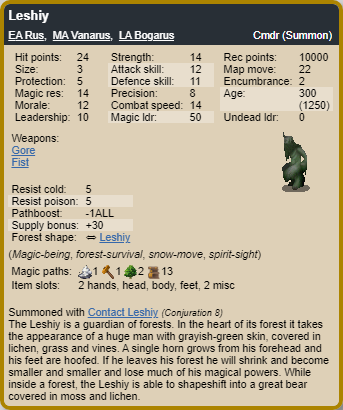 Leshiy
EA Rus, MA Vanarus, LA Bogarus Cmdr (Summon)
Hit points: 24 Strength: 14 Rec points: 10000
Size: 3 Attack skill: 12 Map move: 22
Protection: 5 Defence skill: 11 Encumbrance: 2
Magic res: 14 Precision: 8 Age: 300
Morale: 12 Combat speed: 14 (1250)
Leadership: 10 Magic ldr: 50 Undead ldr: 0
Weapons:
Gore
Fist
Resist cold: 5
Resist poison: 5
Pathboost: -1ALL
Supply bonus: +30
Forest shape: ⇔ Leshiy
(Magic-being, forest-survival, snow-move, spirit-sight)
Magic paths: 1 1 2 13
Item slots: 2 hands, head, body, feet, 2 misc
Summoned with Contact Leshiy (Conjuration 8)
The Leshiy is a guardian of forests. In the heart of its forest it takes
the appearance of a huge man with grayish-green skin, covered in
lichen, grass and vines. A single horn grows from his forehead and
his feet are hoofed. If he leaves his forest he will shrink and become
smaller and smaller and lose much of his magical powers. While
inside a forest, the Leshiy is able to shapeshift into a great bear
covered in moss and lichen.